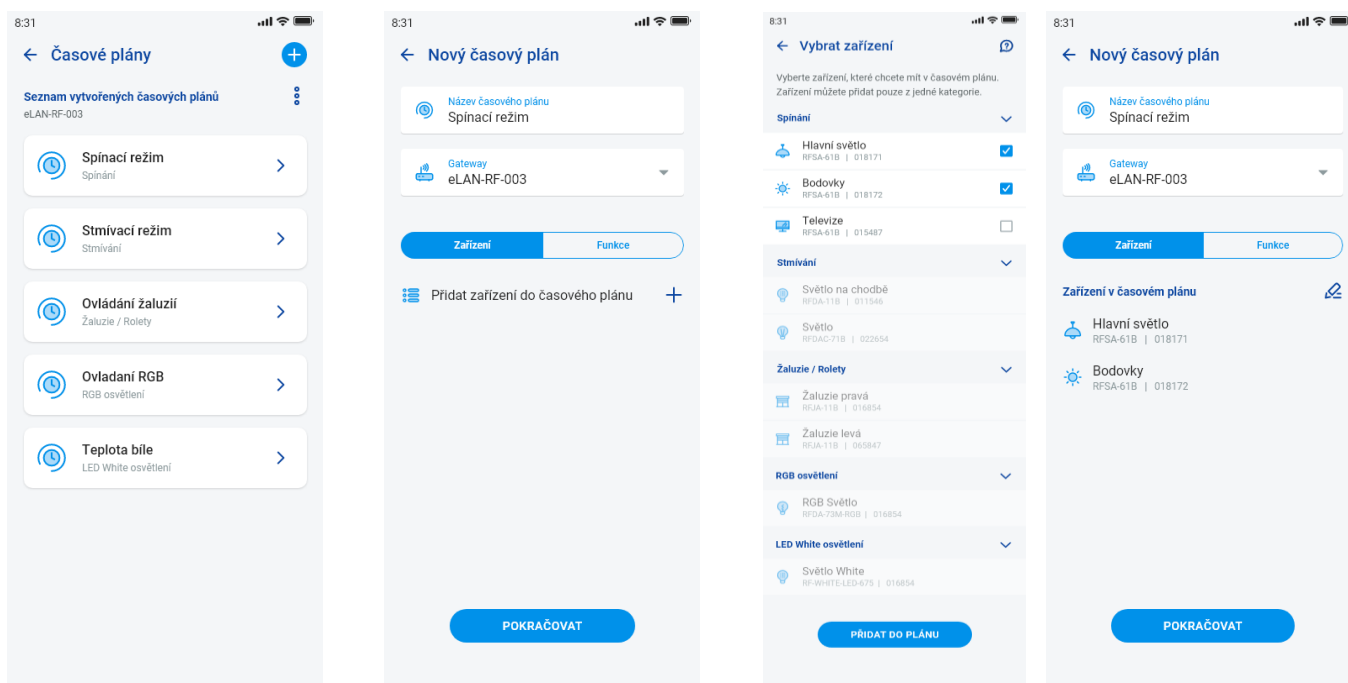 8:31
Časové plány
Seznam vytvořených časových plánů
eLAN-RF-003
Spínací režim
Spínání
Stmívací režim
Stmívání
Ovládání žaluzií
Žaluzie / Rolety
Ovladaní RGB
RGB osvětlení
Teplota bíle
LED White osvětlení
8:31
Nový časový plán
Název časového plánu
Spínací režim
Gateway
eLAN-RF-003
Zařízení Funkce
Přidat zařízení do časového plánu
POKRAČOVAT
8:31
Vybrat zařízení
Vyberte zařízení, které chcete mít v časovém plánu.
Zařízení můžete přidat pouze z jedné kategorie.
Spínání
Hlavní světlo
RFSA-61B | 018171
Bodovky
RFSA-61B | 018172
Televize
RFSA-61B | 015487
Stmívání
Světlo na chodbě
RFDA-11B | 011546
Světlo
RFDAC-71B | 022654
Žaluzie / Rolety
Žaluzie pravá
RFJA-11B | 016854
Žaluzie levá
RFJA-11B | 065847
RGB osvětlení
RGB Světlo
RFDA-73M-RGB | 016854
LED White osvětlení
Světlo White
RF-WHITE-LED-675 | 016854
PŘIDAT DO PLÁNU
8:31
Nový časový plán
Název časového plánu
Spínací režim
Gateway
eLAN-RF-003
Zařízení Funkce
Zařízení v časovém plánu
Hlavní světlo
RFSA-61B | 018171
Bodovky
RFSA-61B | 018172
POKRAČOVAT